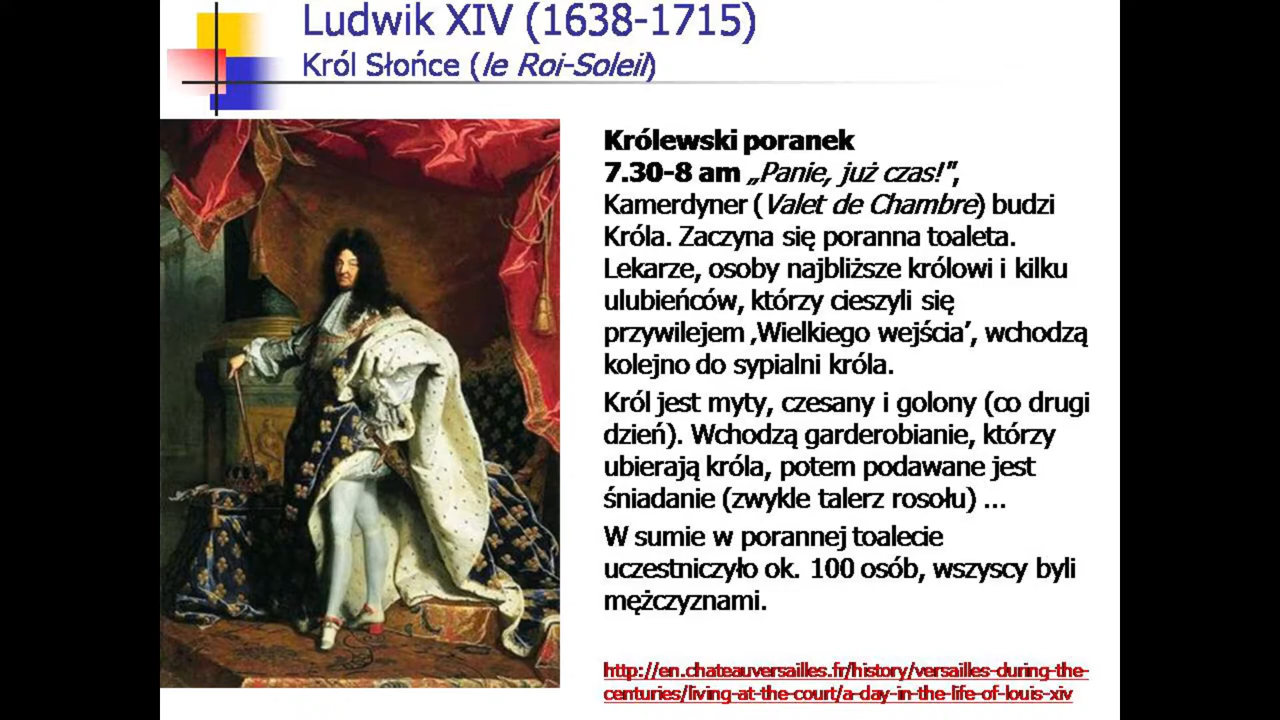 Ludwik XIV (1638-1715)
Król Słońce (le Roi-Soleil)
Królewski poranek
7.30-8 am „Panie, już czas!",
Kamerdyner (Valet de Chambre) budzi
Króla. Zaczyna się poranna toaleta.
Lekarze, osoby najbliższe królowi i kilku
ulubieńców, którzy cieszyli się
przywilejem ‚Wielkiego wejścia’, wchodzą
kolejno do sypialni króla.
Król jest myty, czesany i golony (co drugi
dzień). Wchodzą garderobianie, którzy
ubierają króla, potem podawane jest
śniadanie (zwykle talerz rosołu) ...
W sumie w porannej toalecie
uczestniczyło ok. 100 osób, wszyscy byli
mężczyznami.
http://en.chateauversailles.fr/history/versailles-during-the-
centuries/living-at-the-court/a-day-in-the-life-of-louis-xiv